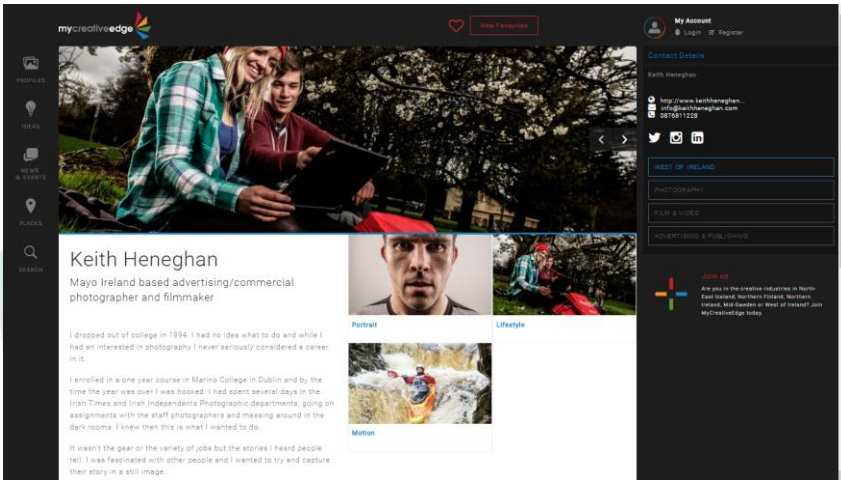 mycreativeedge
View Favourites
My Account
Login Register
PROFILES
IDEAS
NEWS
& EVENTS
PLACES
SEARCH
Keith Heneghan
Mayo Ireland based advertising/commercial
photographer and filmmaker
I dropped out of college in 1994. I had no idea what to do and while I
had an interested in photography I never seriously considered a career
in it.
I enrolled in a one year course in Marino College in Dublin and by the
time the year was over I was hooked. I had spent several days in the
Irish Times and Irish Independents Photographic departments, going on
assignments with the staff photographers and messing around in the
dark rooms. I knew then this is what I wanted to do.
It wasn't the gear or the variety of jobs but the stories I heard people
tell. I was fascinated with other people and I wanted to try and capture
their story in a still image.
Portrait
Lifestyle
Motion
Contact Details
Keith Heneghan
http://www.keithheneghan...
info@keithheneghan.com
0876811228
WEST OF IRELAND
PHOTOGRAPHY
FILM & VIDEO
ADVERTISING & PUBLISHING
Join us
Are you in the creative industries in North-
East Iceland, Northern Finland, Northern
Ireland, Mid-Sweden or West of Ireland? Join
MyCreativeEdge today.